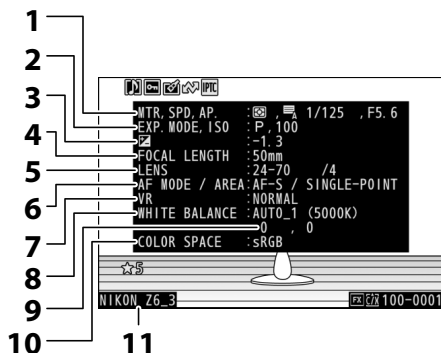 1
2
3
4
5
6
7
8
9
10
11
IPTC
MTR, SPD, AP. : , A 1/125 , F5. 6
EXP. MODE, ISO : P, 100
: -1. 3
FOCAL LENGTH : 50mm
LENS : 24-70 /4
AF MODE / AREA : AF-S / SINGLE-POINT
VR : NORMAL
WHITE BALANCE : AUTO_1 (5000K)
: 0 , 0
COLOR SPACE : sRGB
☆5
NIKON Z6_3 FX 100-0001